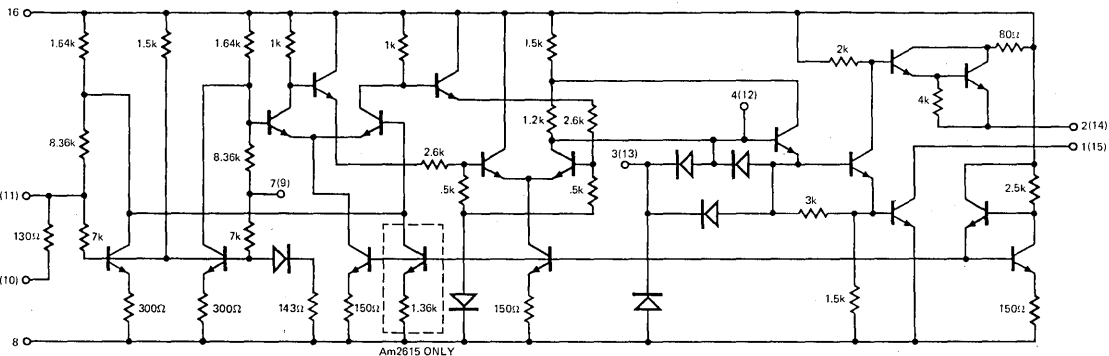 16
1.64k
1.5k
1.64k
1k
1k
1.5k
2k
80Ω
4k
4(12)
2(14)
1.2k
2.6k
8.36k
8.36k
2.6k
3(13)
1(15)
(11)
7(9)
.5k
.5k
3k
2.5k
130Ω
7k
7k
(10)
300Ω
300Ω
143Ω
150Ω
1.36k
150Ω
1.5k
150Ω
8
Am2615 ONLY